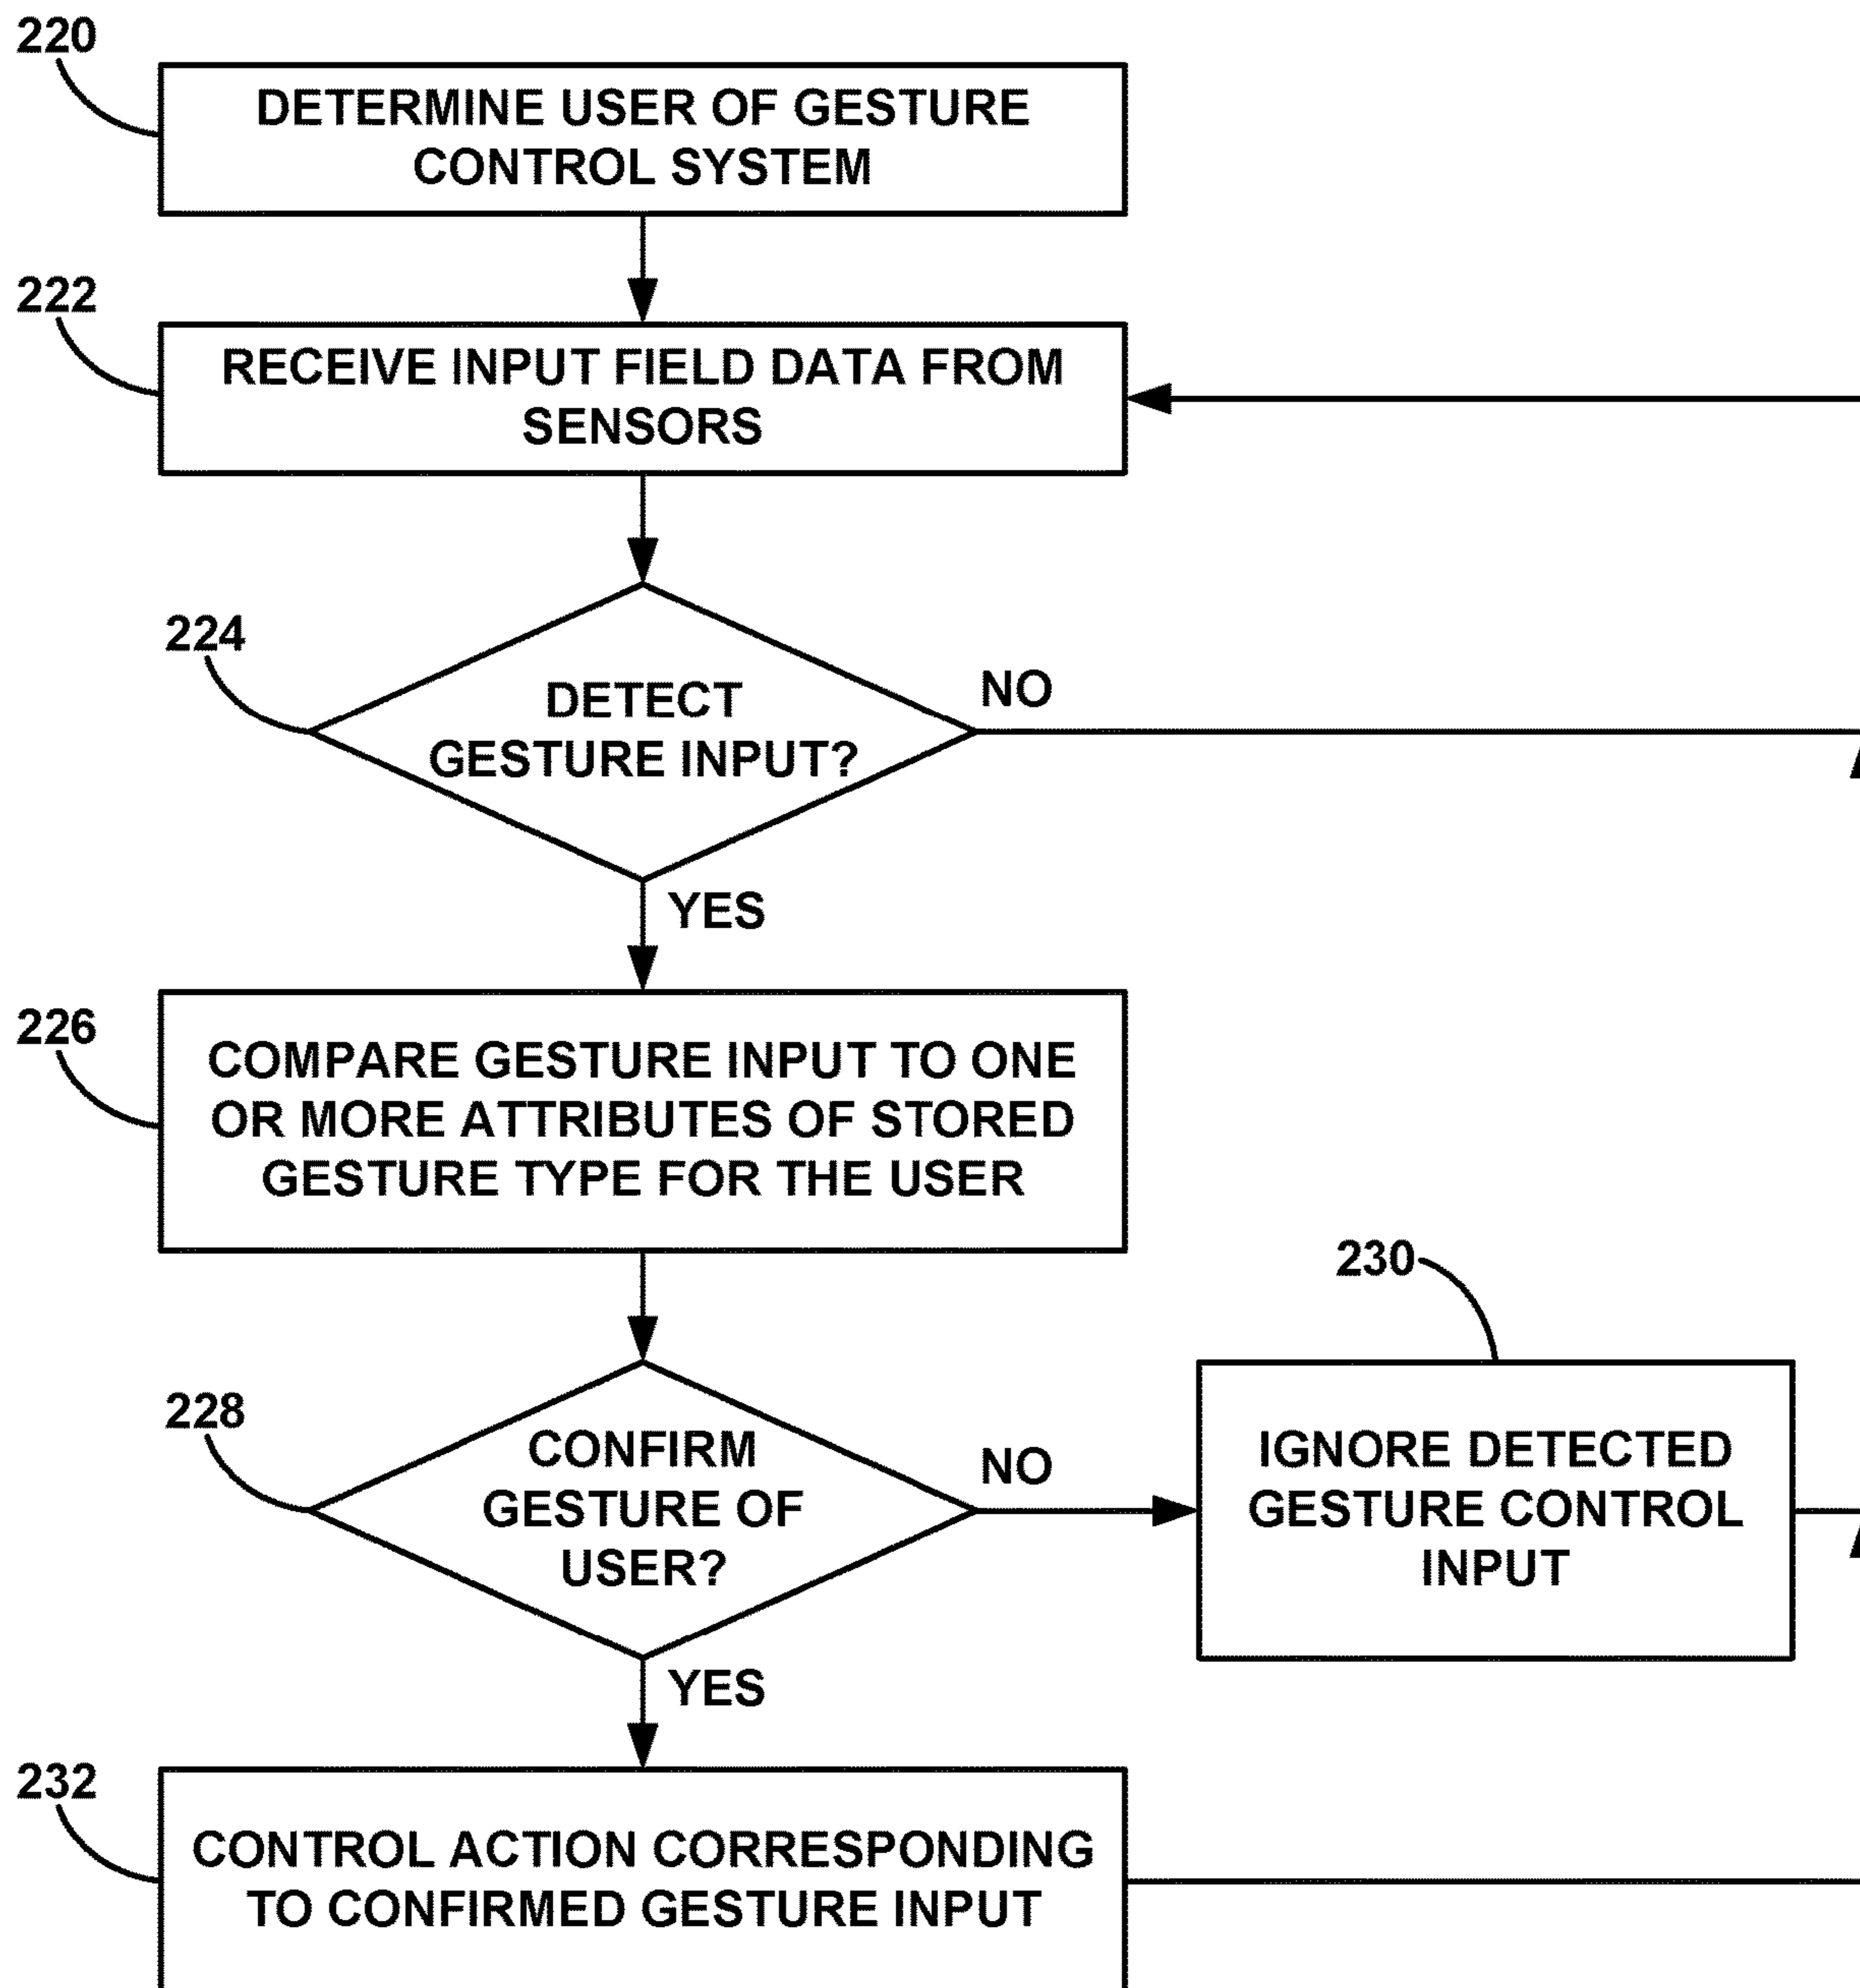 220
DETERMINE USER OF GESTURE
CONTROL SYSTEM
222
RECEIVE INPUT FIELD DATA FROM
SENSORS
224
DETECT
GESTURE INPUT?
NO
YES
226
COMPARE GESTURE INPUT TO ONE
OR MORE ATTRIBUTES OF STORED
GESTURE TYPE FOR THE USER
228
CONFIRM
GESTURE OF
USER?
NO
230
IGNORE DETECTED
GESTURE CONTROL
INPUT
YES
232
CONTROL ACTION CORRESPONDING
TO CONFIRMED GESTURE INPUT